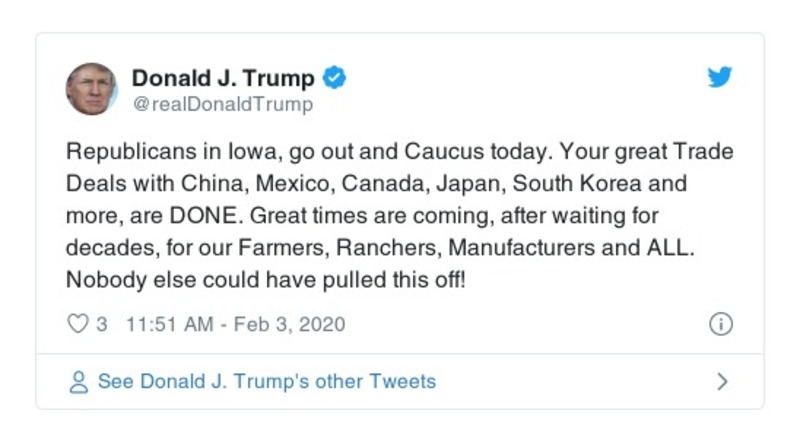 Donald J. Trump
@realDonaldTrump
Republicans in Iowa, go out and Caucus today. Your great Trade
Deals with China, Mexico, Canada, Japan, South Korea and
more, are DONE. Great times are coming, after waiting for
decades, for our Farmers, Ranchers, Manufacturers and ALL.
Nobody else could have pulled this off!
3 11:51 AM - Feb 3, 2020
See Donald J. Trump's other Tweets